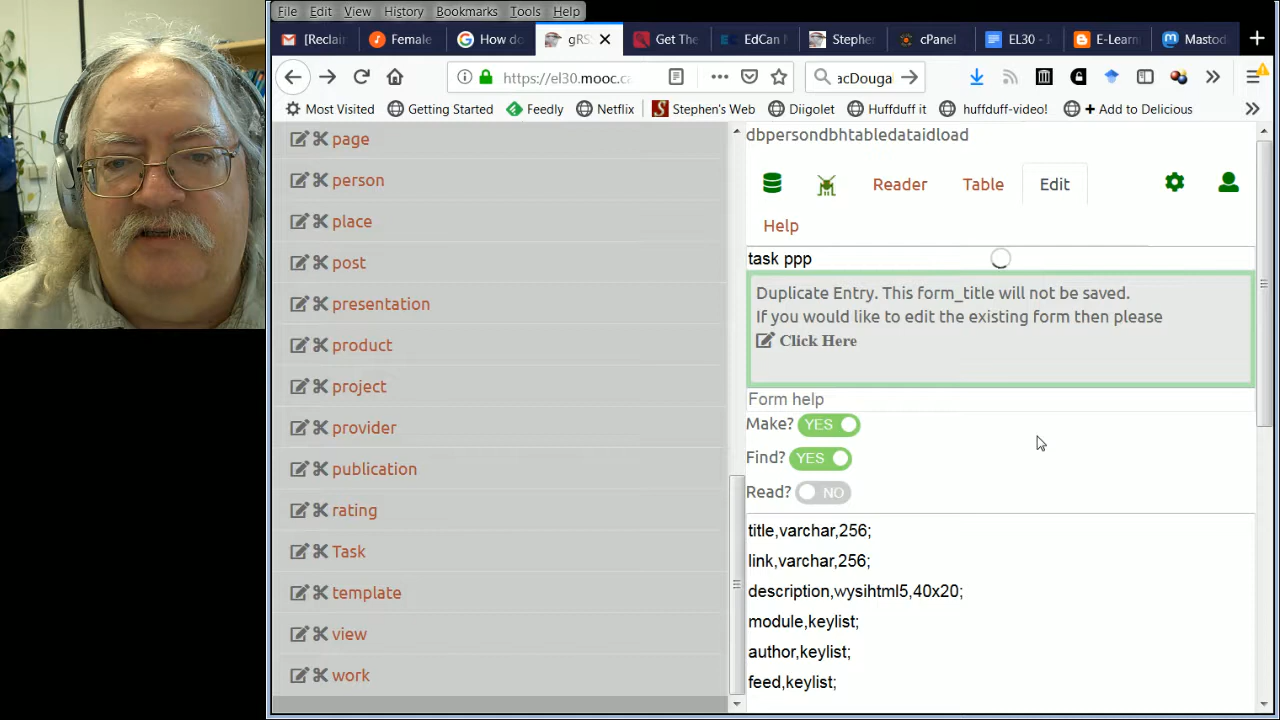 File Edit View History Bookmarks Tools Help
[Reclai Female How do gRS Get The EdCan Stephe cPanel EL30 - E-Learn Mastod
https://el30.mooc.c acDouga
Most Visited Getting Started Feedly Netflix Stephen's Web Diigolet Huffduff it huffduff-video! + Add to Delicious
page
person
place
post
presentation
product
project
provider
publication
rating
Task
template
view
work
dbpersondbhtabledataidload
Reader Table Edit
Help
task ppp
Duplicate Entry. This form_title will not be saved.
If you would like to edit the existing form then please
Click Here
Form help
Make? YES
Find? YES
Read? NO
title,varchar,256;
link,varchar,256;
description,wysihtml5,40x20;
module,keylist;
author,keylist;
feed,keylist;